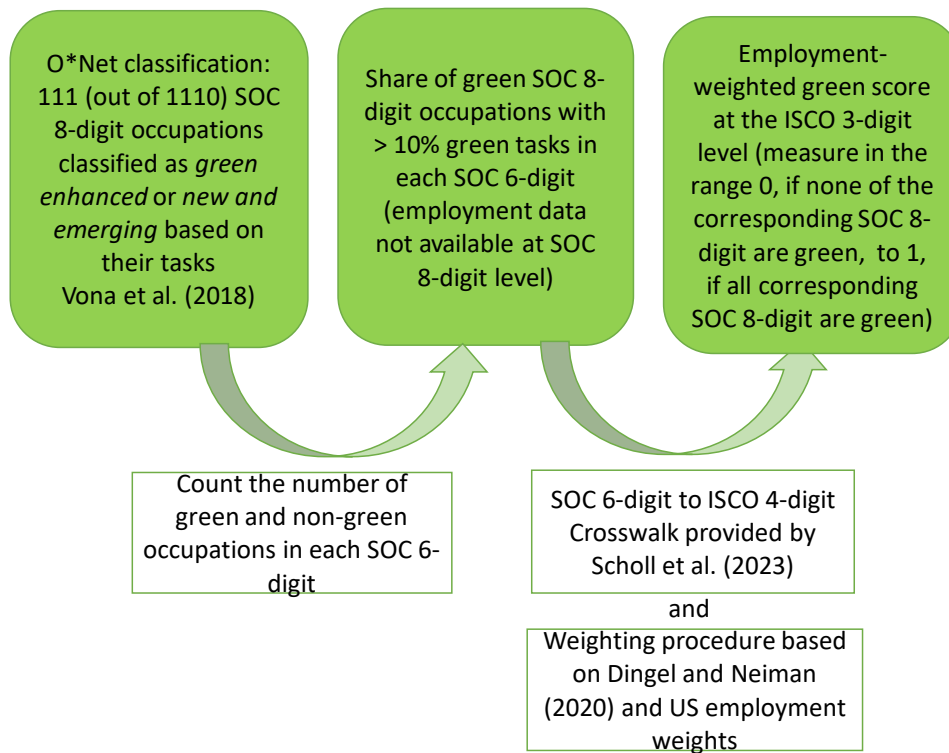 O*Net classification:
111 (out of 1110) SOC
8-digit occupations
classified as green
enhanced or new and
emerging based on
their tasks
Vona et al. (2018)
Share of green SOC 8-
digit occupations with
> 10% green tasks in
each SOC 6-digit
(employment data
not available at SOC
8-digit level)
Employment-
weighted green score
at the ISCO 3-digit
level (measure in the
range 0, if none of the
corresponding SOC 8-
digit are green, to 1,
if all corresponding
SOC 8-digit are green)
Count the number of
green and non-green
occupations in each SOC 6-
digit
SOC 6-digit to ISCO 4-digit
Crosswalk provided by
Scholl et al. (2023)
and
Weighting procedure based
on Dingel and Neiman
(2020) and US employment
weights